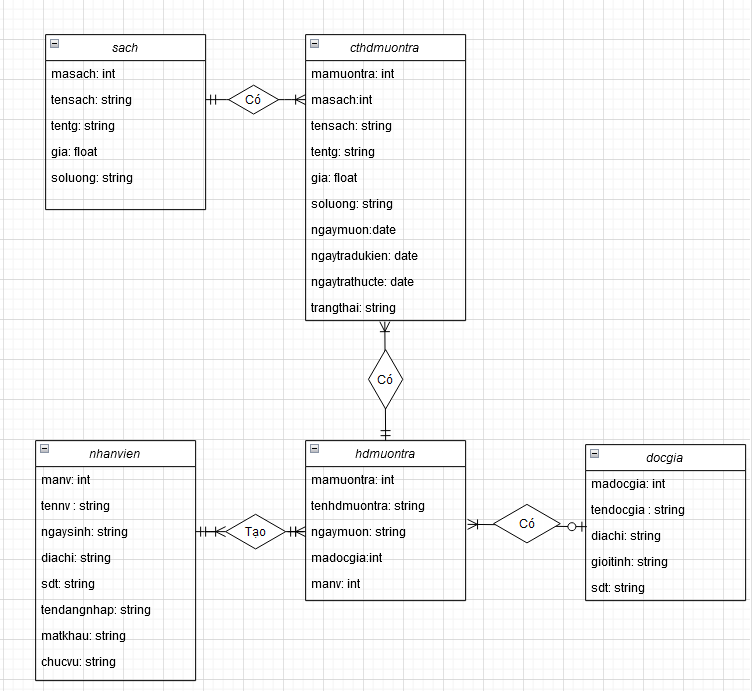 sach
masach: int
tensach: string
tentg: string
gia: float
soluong: string
Có
cthdmuontra
mamuontra: int
masach:int
tensach: string
tentg: string
gia: float
soluong: string
ngaymuon:date
ngaytradukien: date
ngaytrathucte: date
trangthai: string
Có
nhanvien
manv: int
tennv : string
ngaysinh: string
diachi: string
sdt: string
tendangnhap: string
matkhau: string
chucvu: string
Tạo
hdmuontra
mamuontra: int
tenhdmuontra: string
ngaymuon: string
madocgia:int
manv: int
Có
docgia
madocgia: int
tendocgia : string
diachi: string
gioitinh: string
sdt: string